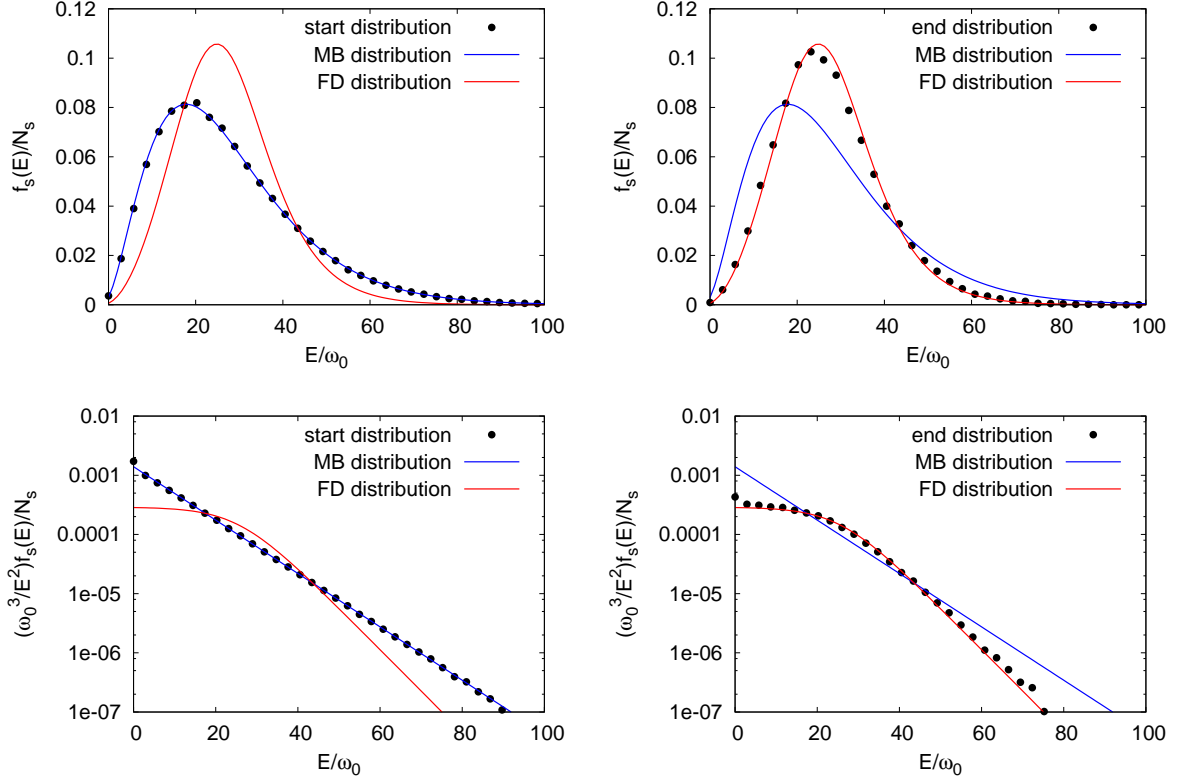 0.12
0.1
0.08
0.06
0.04
0.02
0
f_s(E)/N_s
0 20 40 60 80 100
E/ω_0
start distribution
MB distribution
FD distribution
0.12
0.1
0.08
0.06
0.04
0.02
0
f_s(E)/N_s
0 20 40 60 80 100
E/ω_0
end distribution
MB distribution
FD distribution
0.01
0.001
0.0001
1e-05
1e-06
1e-07
(ω_0^3/E^2)f_s(E)/N_s
0 20 40 60 80 100
E/ω_0
start distribution
MB distribution
FD distribution
0.01
0.001
0.0001
1e-05
1e-06
1e-07
(ω_0^3/E^2)f_s(E)/N_s
0 20 40 60 80 100
E/ω_0
end distribution
MB distribution
FD distribution